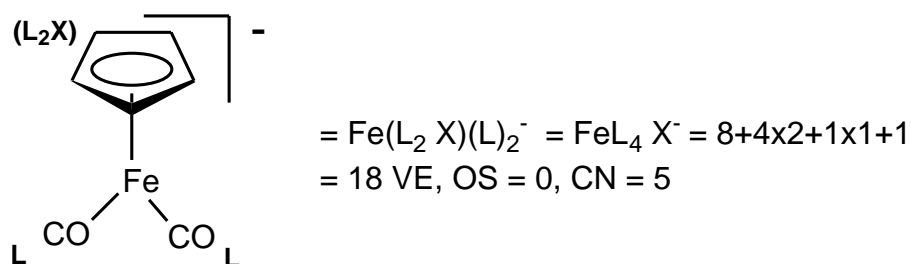 (L₂X) -
= Fe(L₂ X)(L)₂⁻ = FeL₄ X⁻ = 8+4x2+1x1+1
= 18 VE, OS = 0, CN = 5
Fe
CO CO
L L